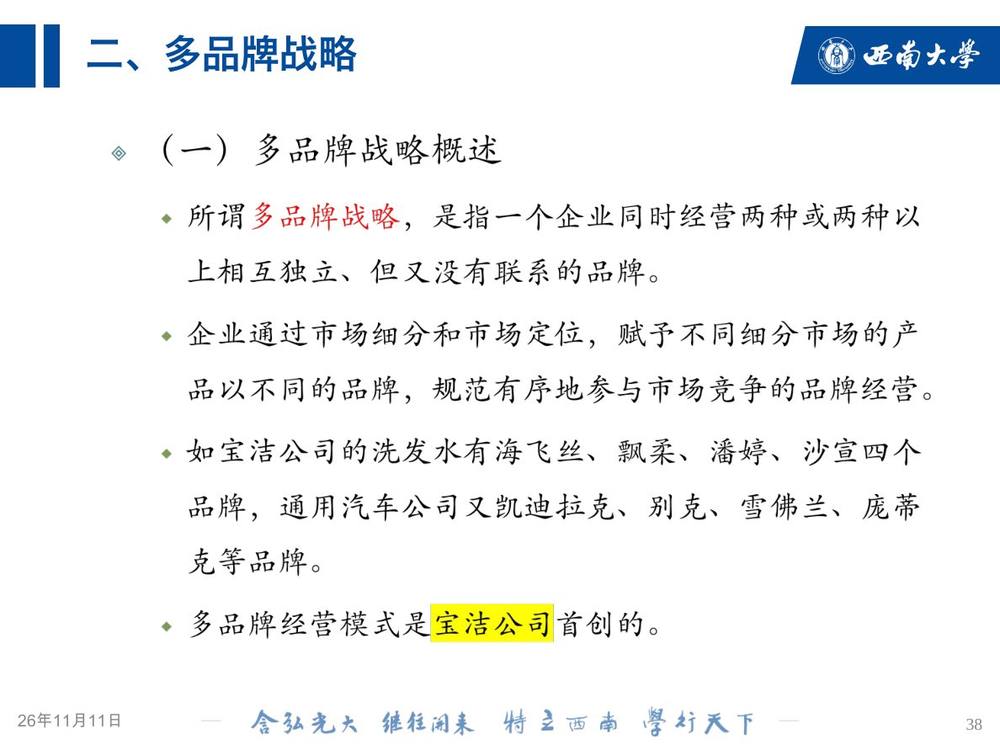 二、多品牌战略
西南大学
（一）多品牌战略概述
所谓多品牌战略，是指一个企业同时经营两种或两种以
上相互独立、但又没有联系的品牌。
企业通过市场细分和市场定位，赋予不同细分市场的产
品以不同的品牌，规范有序地参与市场竞争的品牌经营。
如宝洁公司的洗发水有海飞丝、飘柔、潘婷、沙宣四个
品牌，通用汽车公司又凯迪拉克、别克、雪佛兰、庞蒂
克等品牌。
多品牌经营模式是宝洁公司首创的。
26年11月11日
含弘光大 继往开来 特立西南 學行天下
38